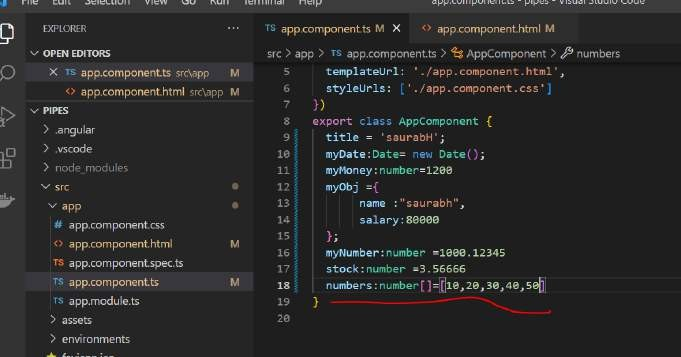 File Edit Selection View Go Run Terminal Help app.component.ts - pipes - Visual Studio Code
EXPLORER ...
OPEN EDITORS
TS app.component.ts src\app M
<> app.component.html src\app M
PIPES
.angular
.vscode
node_modules
src
app
# app.component.css
<> app.component.html M
TS app.component.spec.ts
TS app.component.ts M
TS app.module.ts
assets
environments
TS app.component.ts M <> app.component.html M
src > app > TS app.component.ts > AppComponent > numbers
5 templateUrl: './app.component.html',
6 styleUrls: ['./app.component.css']
7 })
8 export class AppComponent {
9 title = 'saurabH';
10 myDate:Date= new Date();
11 myMoney:number=1200
12 myObj ={
13 name :"saurabh",
14 salary:80000
15 };
16 myNumber:number =1000.12345
17 stock:number =3.56666
18 numbers:number[]=[10,20,30,40,50]
19 }
20